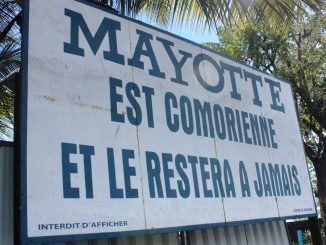 MAYOTTE
EST COMORIENNE
ET LE RESTERA A JAMAIS
INTERDIT D'AFFICHER